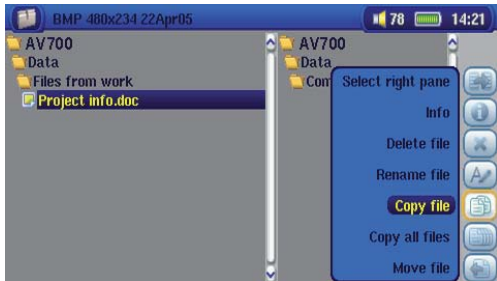 BMP 480x234 22Apr05
78
14:21
AV700
Data
Files from work
Project info.doc
AV700
Data
Com
Select right pane
Info
Delete file
Rename file
Copy file
Copy all files
Move file